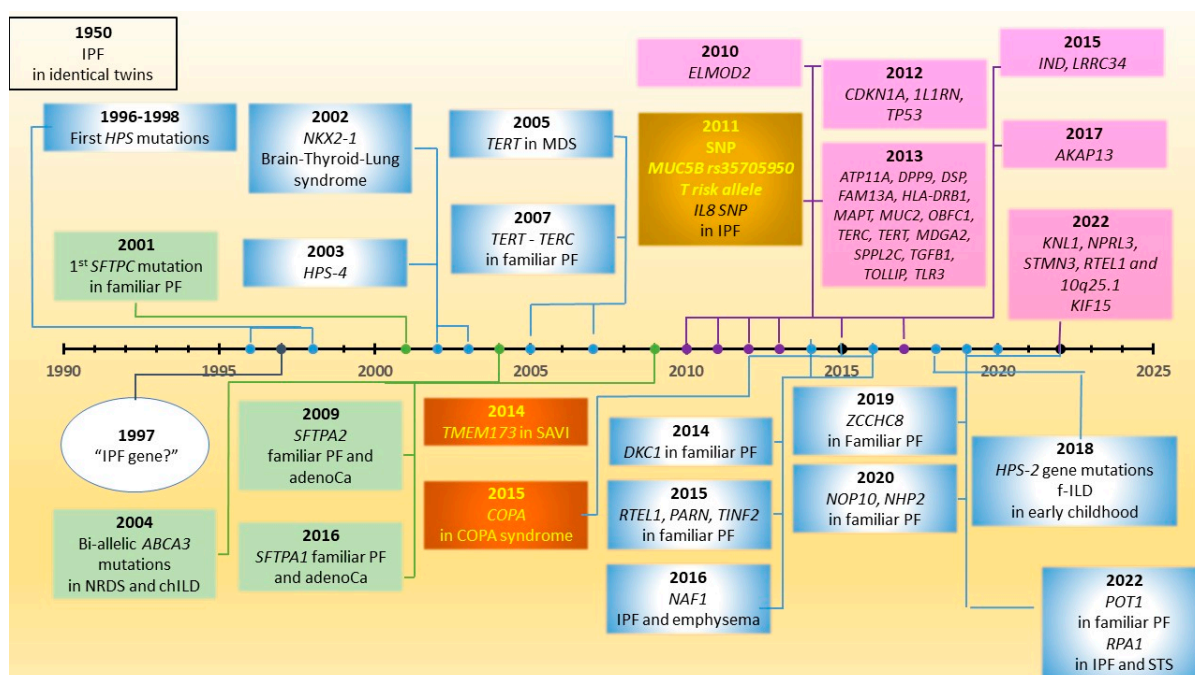 1950
IPF
in identical twins
1996-1998
First HPS mutations
2002
NKX2-1
Brain-Thyroid-Lung
syndrome
2005
TERT in MDS
2010
ELMOD2
2012
CDKN1A, 1L1RN,
TP53
2015
IND, LRRC34
2001
1st SFTPC mutation
in familiar PF
2003
HPS-4
2007
TERT - TERC
in familiar PF
2011
SNP
MUC5B rs35705950
T risk allele
IL8 SNP
in IPF
2013
ATP11A, DPP9, DSP,
FAM13A, HLA-DRB1,
MAPT, MUC2, OBFC1,
TERC, TERT, MDGA2,
SPPL2C, TGFB1,
TOLLIP, TLR3
2017
AKAP13
2022
KNL1, NPRL3,
STMN3, RTEL1 and
10q25.1
KIF15
1990 1995 2000 2005 2010 2015 2020 2025
1997
“IPF gene?”
2004
Bi-allelic ABCA3
mutations
in NRDS and chILD
2009
SFTPA2
familiar PF and
adenoCa
2016
SFTPA1 familiar PF
and adenoCa
2014
TMEM173 in SAVI
2015
COPA
in COPA syndrome
2014
DKC1 in familiar PF
2015
RTEL1, PARN, TINF2
in familiar PF
2016
NAF1
IPF and emphysema
2019
ZCCHC8
in Familiar PF
2020
NOP10, NHP2
in familiar PF
2018
HPS-2 gene mutations
f-ILD
in early childhood
2022
POT1
in familiar PF
RPA1
in IPF and STS